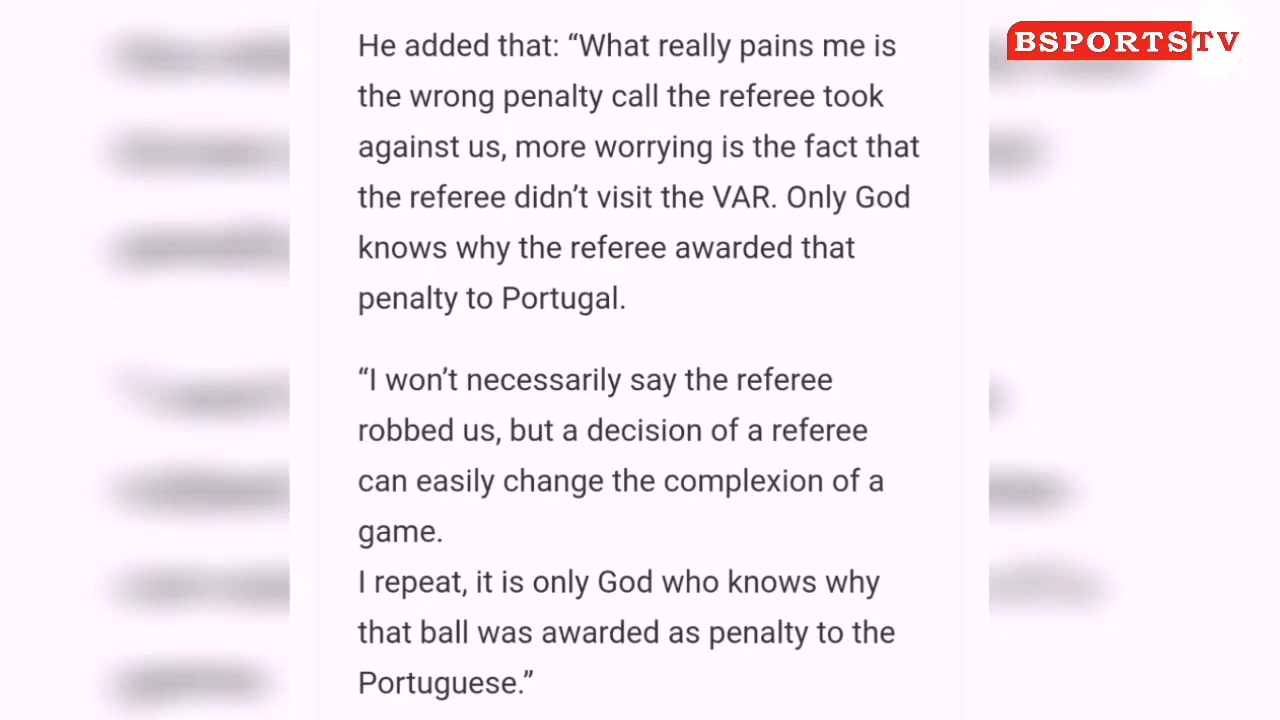 BSPORTSTV
He added that: “What really pains me is
the wrong penalty call the referee took
against us, more worrying is the fact that
the referee didn’t visit the VAR. Only God
knows why the referee awarded that
penalty to Portugal.
“I won’t necessarily say the referee
robbed us, but a decision of a referee
can easily change the complexion of a
game.
I repeat, it is only God who knows why
that ball was awarded as penalty to the
Portuguese.”